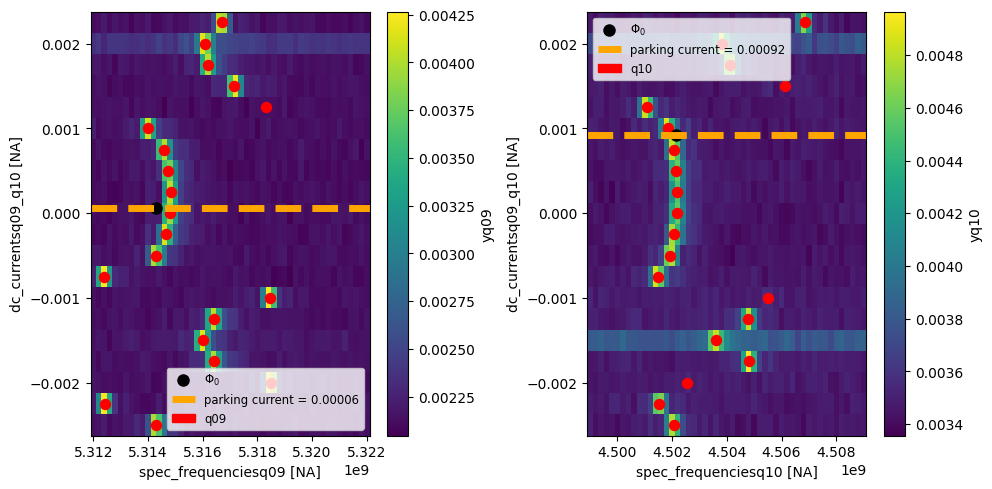 0.002
0.001
0.000
−0.001
−0.002
dc_currentsq09_q10 [NA]
Φ0
parking current = 0.00006
q09
5.312 5.314 5.316 5.318 5.320 5.322
1e9
spec_frequenciesq09 [NA]
0.00425
0.00400
0.00375
0.00350
0.00325
0.00300
0.00275
0.00250
0.00225
yq09
0.002
0.001
0.000
−0.001
−0.002
dc_currentsq09_q10 [NA]
Φ0
parking current = 0.00092
q10
4.500 4.502 4.504 4.506 4.508
1e9
spec_frequenciesq10 [NA]
0.0048
0.0046
0.0044
0.0042
0.0040
0.0038
0.0036
0.0034
yq10